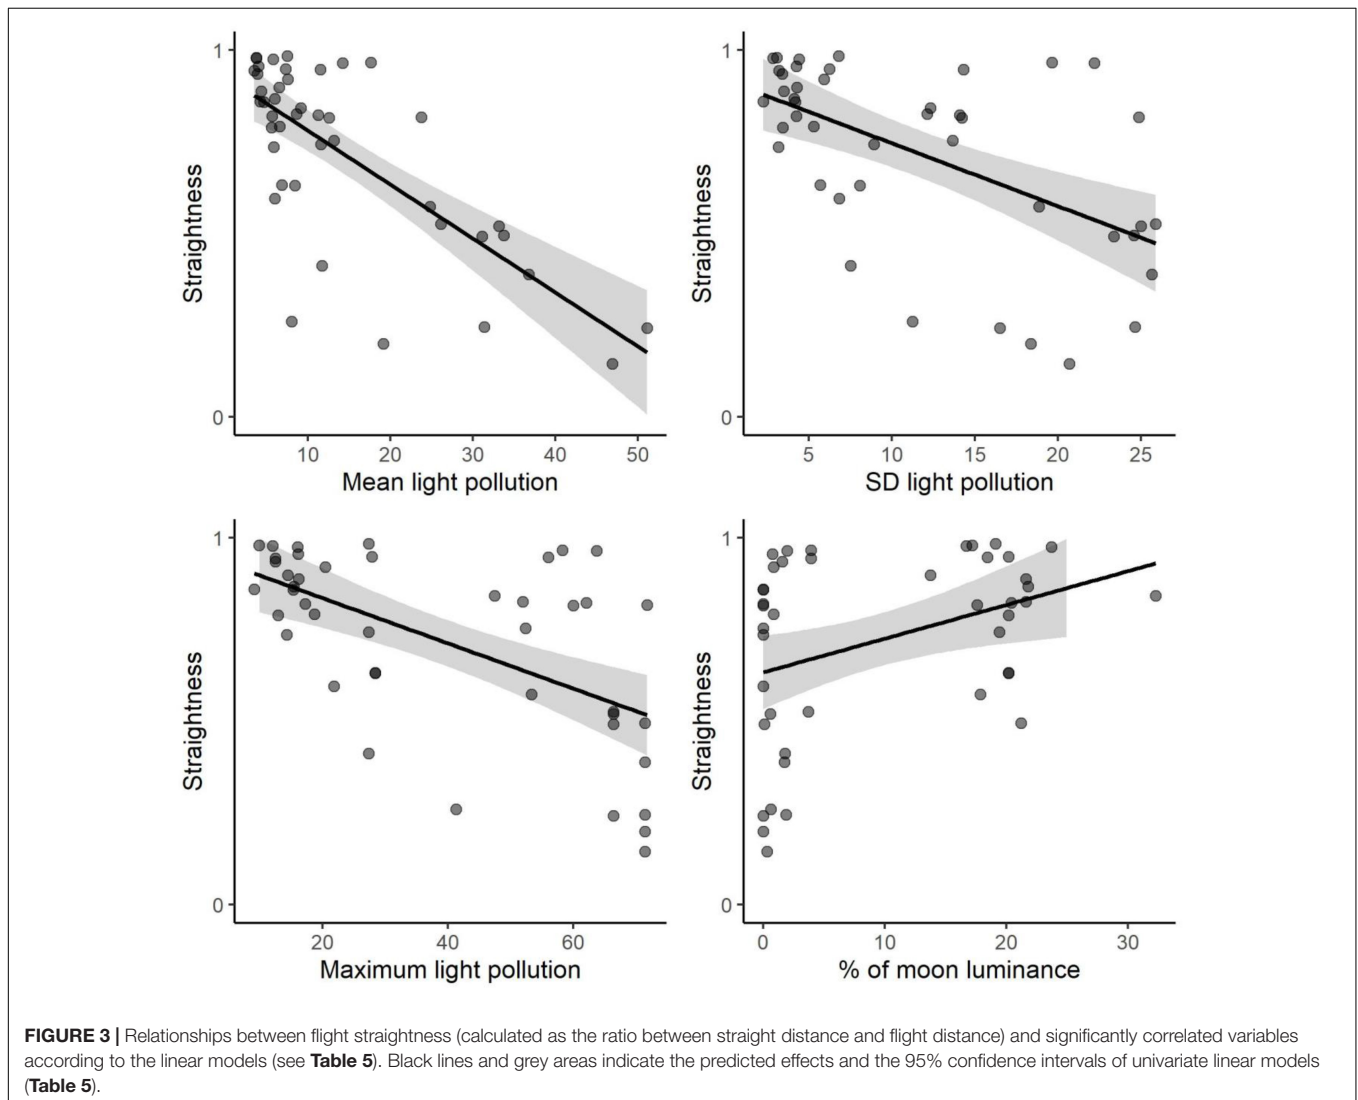 1
Straightness
0
10 20 30 40 50
Mean light pollution
1
Straightness
0
5 10 15 20 25
SD light pollution
1
Straightness
0
20 40 60
Maximum light pollution
1
Straightness
0
0 10 20 30
% of moon luminance
FIGURE 3 | Relationships between flight straightness (calculated as the ratio between straight distance and flight distance) and significantly correlated variables
according to the linear models (see Table 5). Black lines and grey areas indicate the predicted effects and the 95% confidence intervals of univariate linear models
(Table 5).